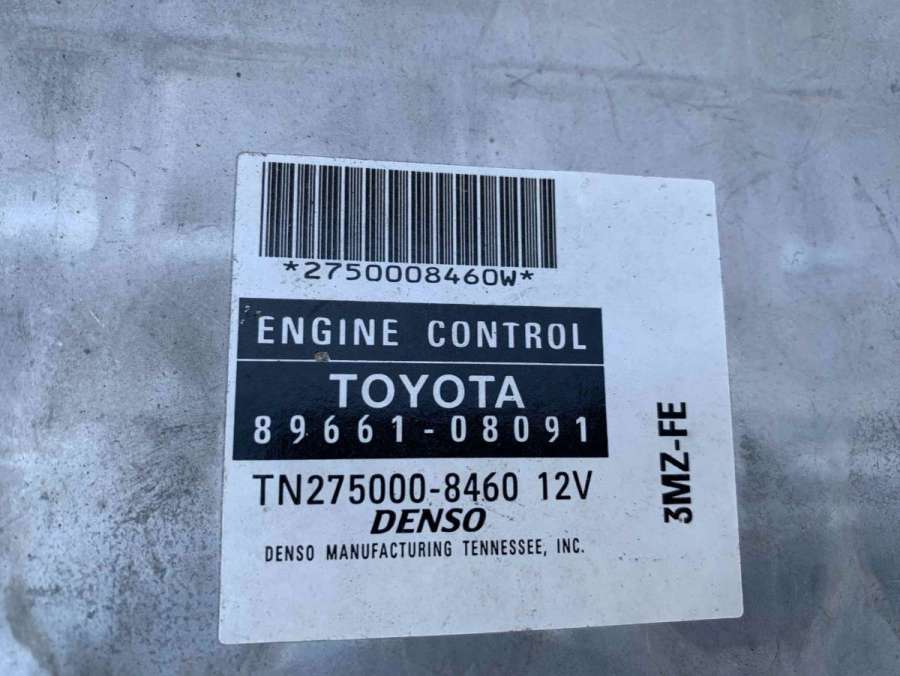 *2750008460W*
ENGINE CONTROL
TOYOTA
89661-08091
TN275000-8460 12V
DENSO
DENSO MANUFACTURING TENNESSEE, INC.
3MZ-FE